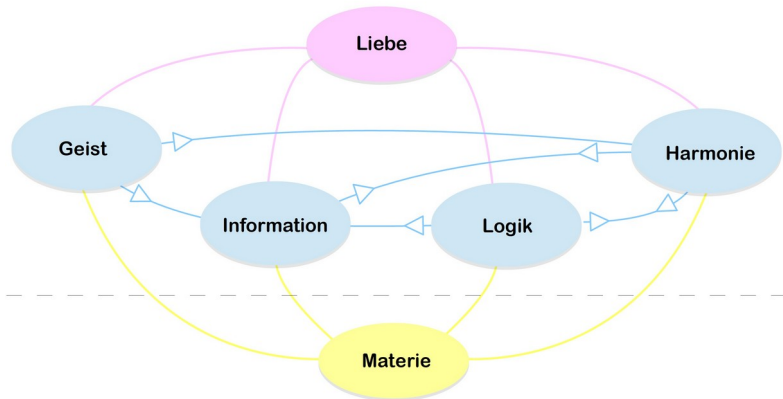 Liebe
Geist
Harmonie
Information
Logik
Materie